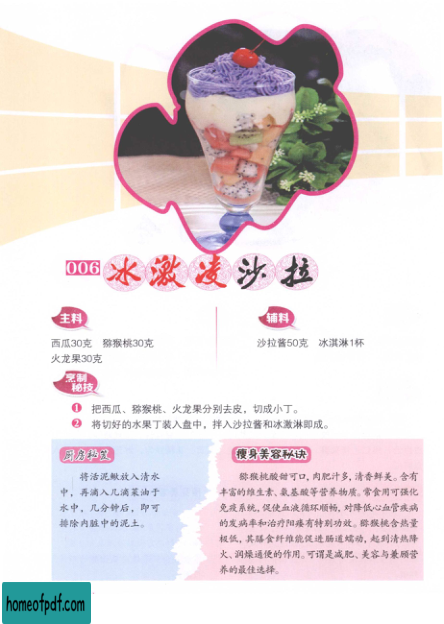 006 冰激凌沙拉
主料
西瓜30克 猕猴桃30克
火龙果30克
辅料
沙拉酱50克 冰淇淋1杯
烹制
秘技
❶ 把西瓜、猕猴桃、火龙果分别去皮，切成小丁。
❷ 将切好的水果丁装入盘中，拌入沙拉酱和冰激淋即成。
厨房秘笈
将活泥鳅放入清水
中，再滴入几滴菜油于
水中，几分钟后，即可
排除内脏中的泥土。
瘦身美容秘诀
猕猴桃酸甜可口，肉肥汁多，清香鲜美。含有
丰富的维生素、氨基酸等营养物质。常食用可强化
免疫系统，促使血液循环顺畅，对降低心血管疾病
的发病率和治疗阳痿有特别功效。猕猴桃含热量
极低，其膳食纤维能促进肠道蠕动，起到清热降
火、润燥通便的作用。可谓是减肥、美容与兼顾营
养的最佳选择。
homeofpdf.com